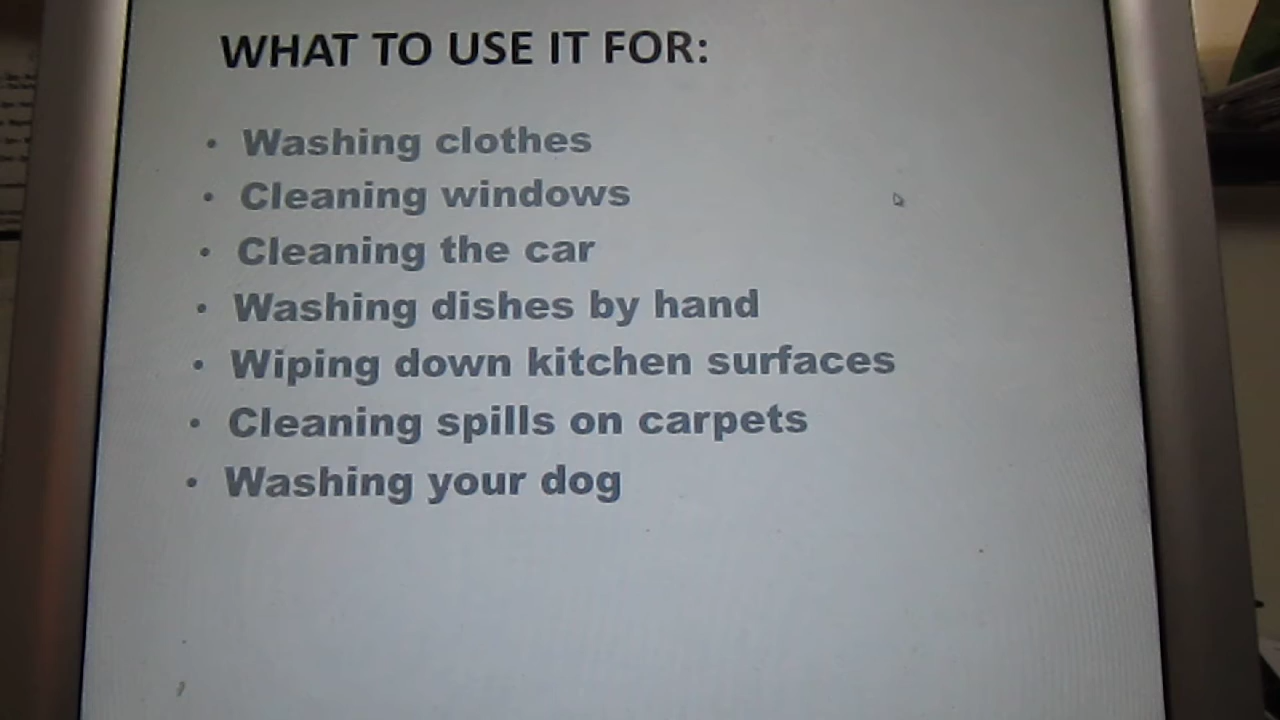 WHAT TO USE IT FOR:
• Washing clothes
• Cleaning windows
• Cleaning the car
• Washing dishes by hand
• Wiping down kitchen surfaces
• Cleaning spills on carpets
• Washing your dog